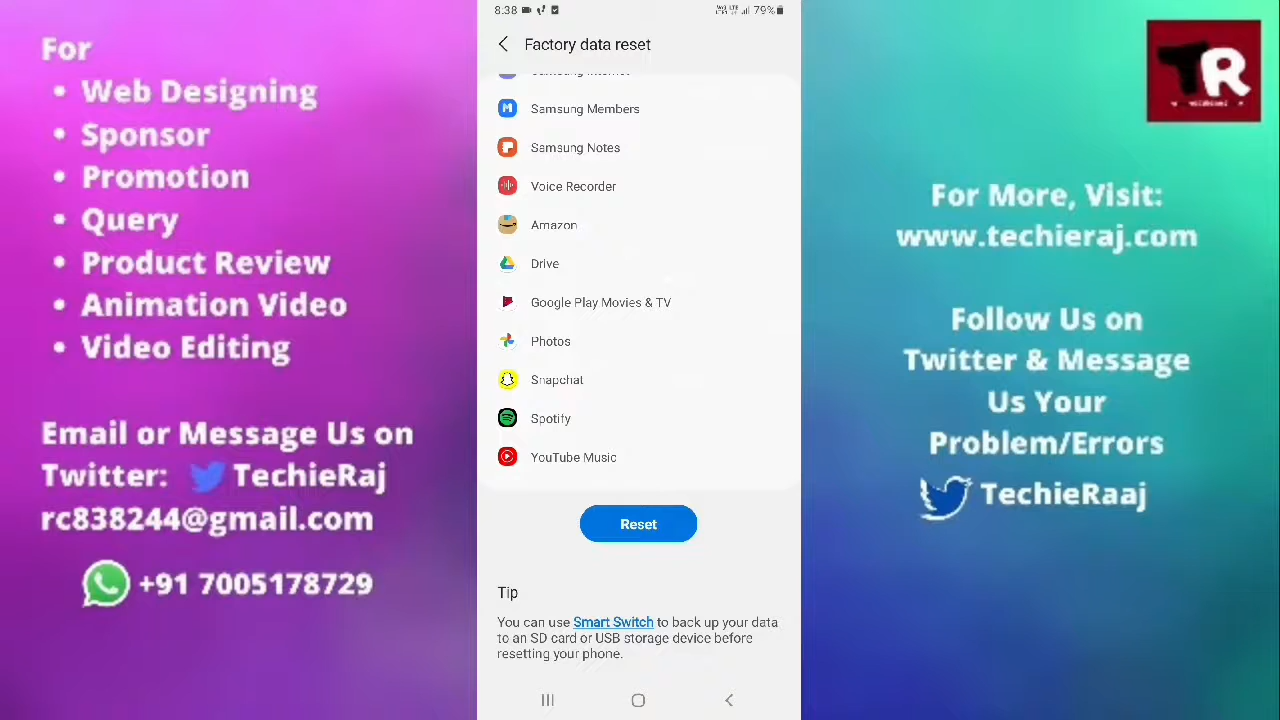 For
• Web Designing
• Sponsor
• Promotion
• Query
• Product Review
• Animation Video
• Video Editing
Email or Message Us on
Twitter: TechieRaj
rc838244@gmail.com
+91 7005178729
8:38
79%
Factory data reset
Samsung Internet
Samsung Members
Samsung Notes
Voice Recorder
Amazon
Drive
Google Play Movies & TV
Photos
Snapchat
Spotify
YouTube Music
Reset
Tip
You can use Smart Switch to back up your data
to an SD card or USB storage device before
resetting your phone.
TR
For More, Visit:
www.techieraj.com
Follow Us on
Twitter & Message
Us Your
Problem/Errors
TechieRaaj